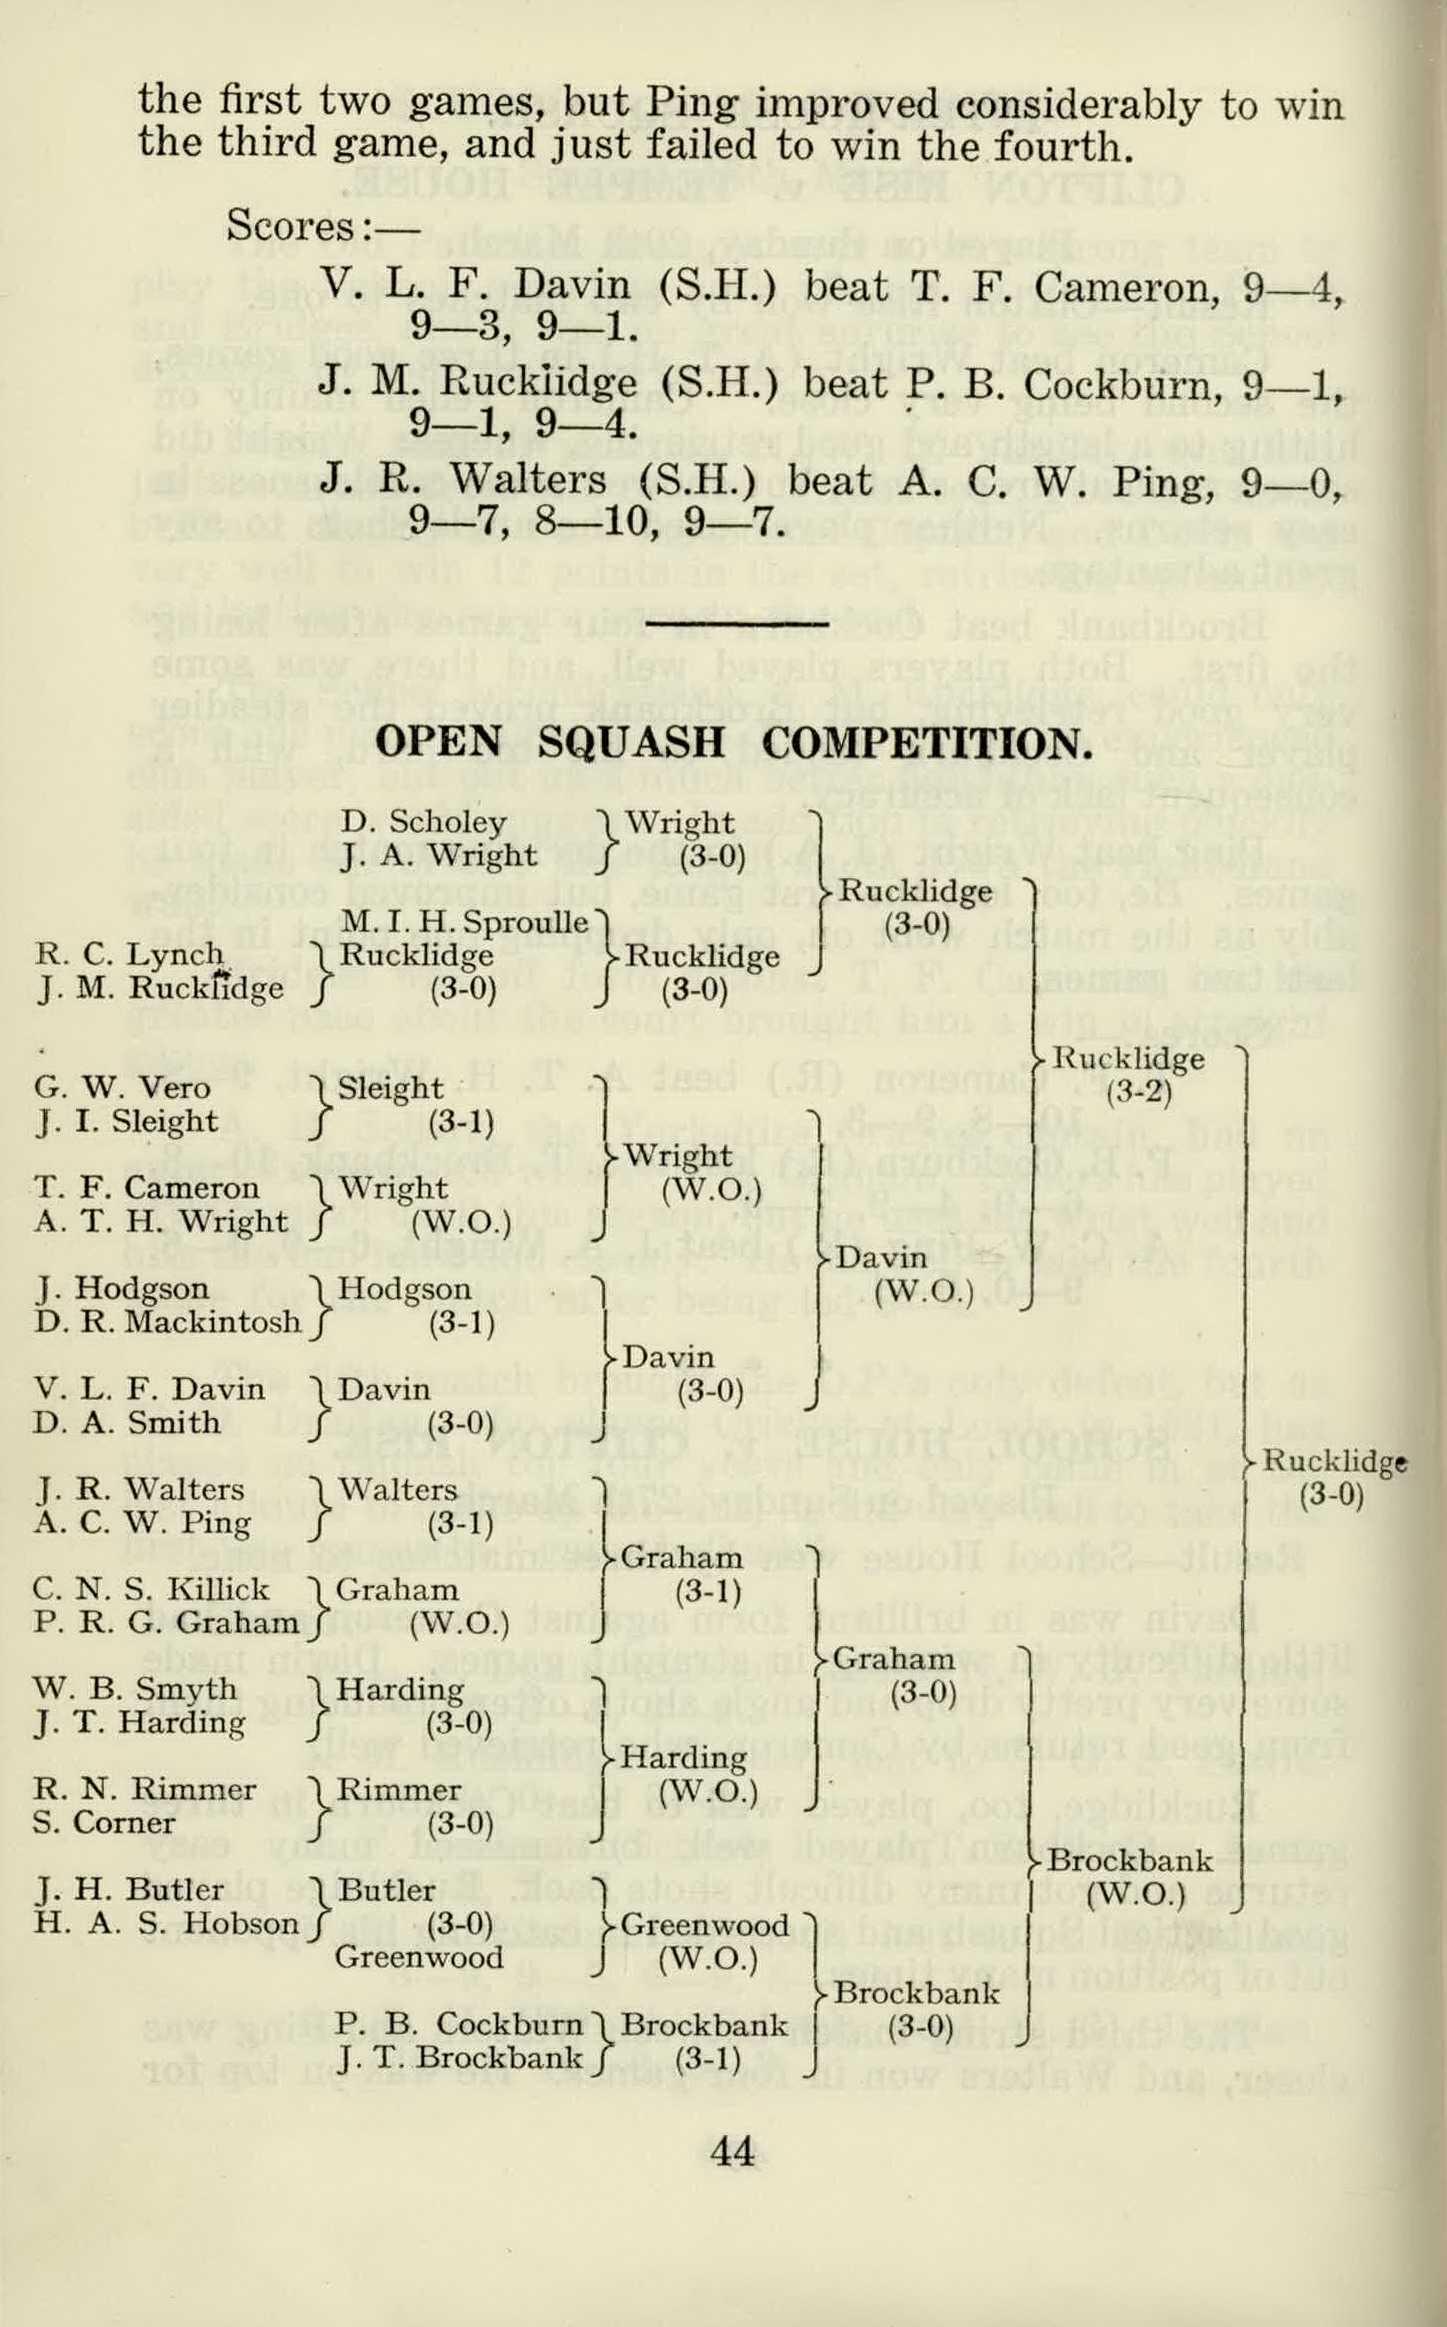 the first two games, but Ping improved considerably to win
the third game, and just failed to win the fourth.
Scores:—
V. L. F. Davin (S.H.) beat T. F. Cameron, 9—4,
9—3, 9—1.
J. M. Rucklidge (S.H.) beat P. B. Cockburn, 9—1,
9—1, 9—4.
J. R. Walters (S.H.) beat A. C. W. Ping, 9—0,
9—7, 8—10, 9—7.
OPEN SQUASH COMPETITION.
D. Scholey Wright
J. A. Wright (3-0)
Rucklidge
M. I. H. Sproulle (3-0)
R. C. Lynch Rucklidge Rucklidge
J. M. Rucklidge (3-0) (3-0)
Rucklidge
G. W. Vero Sleight (3-2)
J. I. Sleight (3-1)
Wright
T. F. Cameron Wright (W.O.)
A. T. H. Wright (W.O.)
Davin
J. Hodgson Hodgson (W.O.)
D. R. Mackintosh (3-1)
Davin
V. L. F. Davin Davin (3-0)
D. A. Smith (3-0)
Rucklidge
J. R. Walters Walters (3-0)
A. C. W. Ping (3-1)
Graham
C. N. S. Killick Graham (3-1)
P. R. G. Graham (W.O.)
Graham
W. B. Smyth Harding (3-0)
J. T. Harding (3-0)
Harding
R. N. Rimmer Rimmer (W.O.)
S. Corner (3-0)
Brockbank
J. H. Butler Butler (W.O.)
H. A. S. Hobson (3-0) Greenwood
Greenwood (W.O.)
Brockbank
P. B. Cockburn Brockbank (3-0)
J. T. Brockbank (3-1)
44